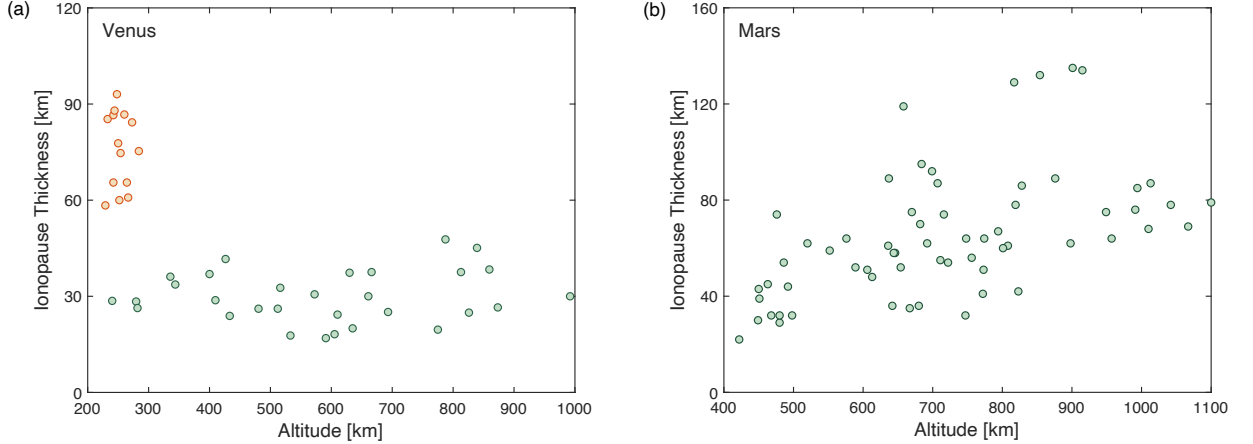 (a)
Venus
120
90
60
30
0
Ionopause Thickness [km]
200 300 400 500 600 700 800 900 1000
Altitude [km]
(b)
Mars
160
120
80
40
0
Ionopause Thickness [km]
400 500 600 700 800 900 1000 1100
Altitude [km]